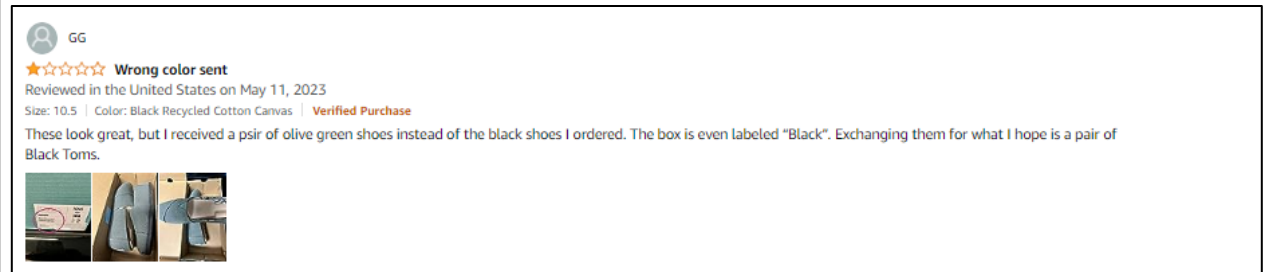 GG
Wrong color sent
Reviewed in the United States on May 11, 2023
Size: 10.5 | Color: Black Recycled Cotton Canvas | Verified Purchase
These look great, but I received a psir of olive green shoes instead of the black shoes I ordered. The box is even labeled “Black”. Exchanging them for what I hope is a pair of
Black Toms.